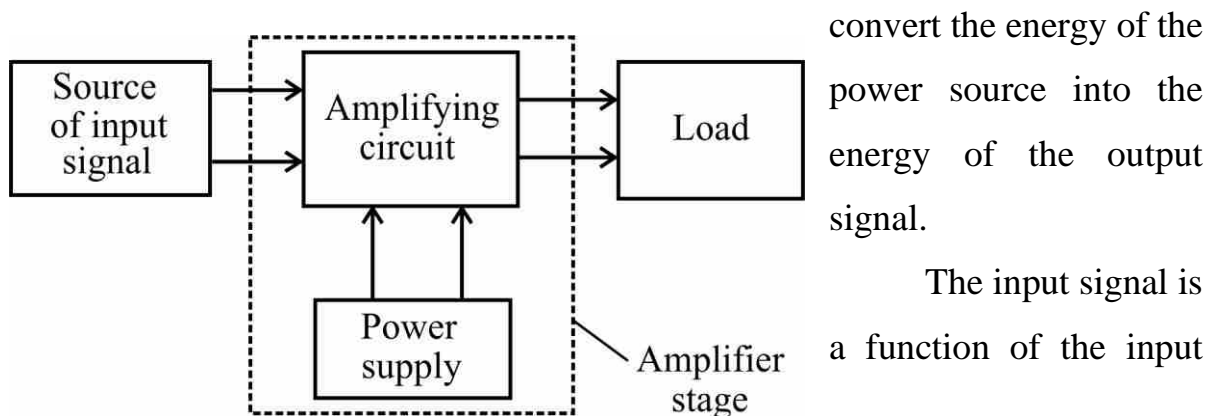 Source
of input
signal
Amplifying
circuit
Load
Power
supply
Amplifier
stage
convert the energy of the
power source into the
energy of the output
signal.
The input signal is
a function of the input